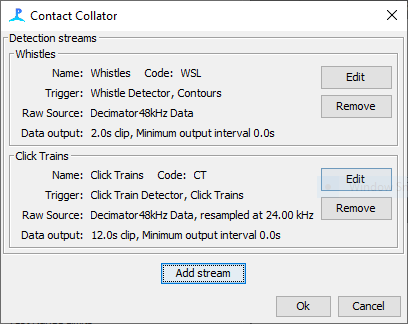 Contact Collator
Detection streams
Whistles
Name: Whistles Code: WSL
Edit
Trigger: Whistle Detector, Contours
Remove
Raw Source: Decimator48kHz Data
Data output: 2.0s clip, Minimum output interval 0.0s
Click Trains
Name: Click Trains Code: CT
Edit
Trigger: Click Train Detector, Click Trains
Remove
Raw Source: Decimator48kHz Data, resampled at 24.00 kHz
Data output: 12.0s clip, Minimum output interval 0.0s
Add stream
Ok Cancel